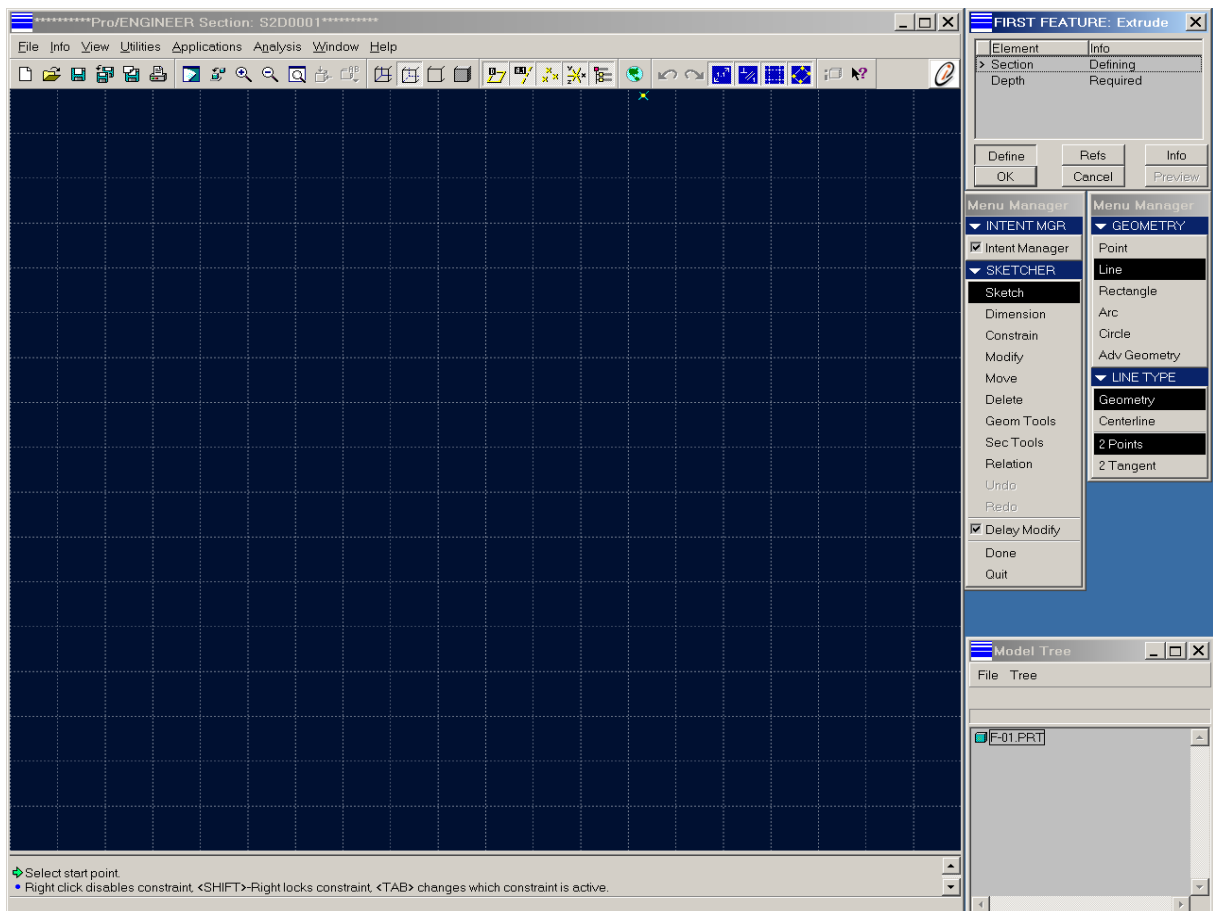 **********Pro/ENGINEER Section: S2D0001**********
File Info View Utilities Applications Analysis Window Help
Select start point.
Right click disables constraint, <SHIFT>-Right locks constraint, <TAB> changes which constraint is active.
FIRST FEATURE: Extrude
Element Info
> Section Defining
Depth Required
Define Refs Info
OK Cancel Preview
Menu Manager
INTENT MGR
Intent Manager
SKETCHER
Sketch
Dimension
Constrain
Modify
Move
Delete
Geom Tools
Sec Tools
Relation
Undo
Redo
Delay Modify
Done
Quit
Menu Manager
GEOMETRY
Point
Line
Rectangle
Arc
Circle
Adv Geometry
LINE TYPE
Geometry
Centerline
2 Points
2 Tangent
Model Tree
File Tree
F-01.PRT